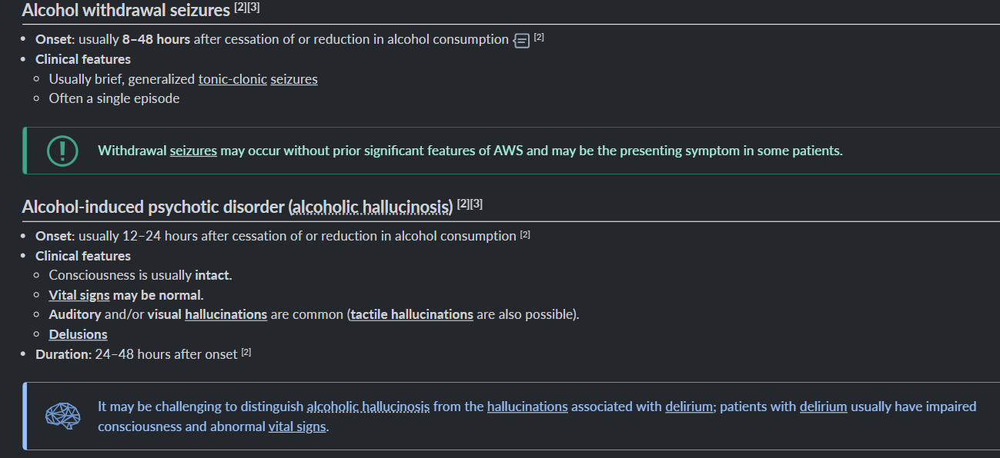 Alcohol withdrawal seizures [2][3]
• Onset: usually 8–48 hours after cessation of or reduction in alcohol consumption [2]
• Clinical features
◦ Usually brief, generalized tonic-clonic seizures
◦ Often a single episode
Withdrawal seizures may occur without prior significant features of AWS and may be the presenting symptom in some patients.
Alcohol-induced psychotic disorder (alcoholic hallucinosis) [2][3]
• Onset: usually 12–24 hours after cessation of or reduction in alcohol consumption [2]
• Clinical features
◦ Consciousness is usually intact.
◦ Vital signs may be normal.
◦ Auditory and/or visual hallucinations are common (tactile hallucinations are also possible).
◦ Delusions
• Duration: 24–48 hours after onset [2]
It may be challenging to distinguish alcoholic hallucinosis from the hallucinations associated with delirium; patients with delirium usually have impaired
consciousness and abnormal vital signs.